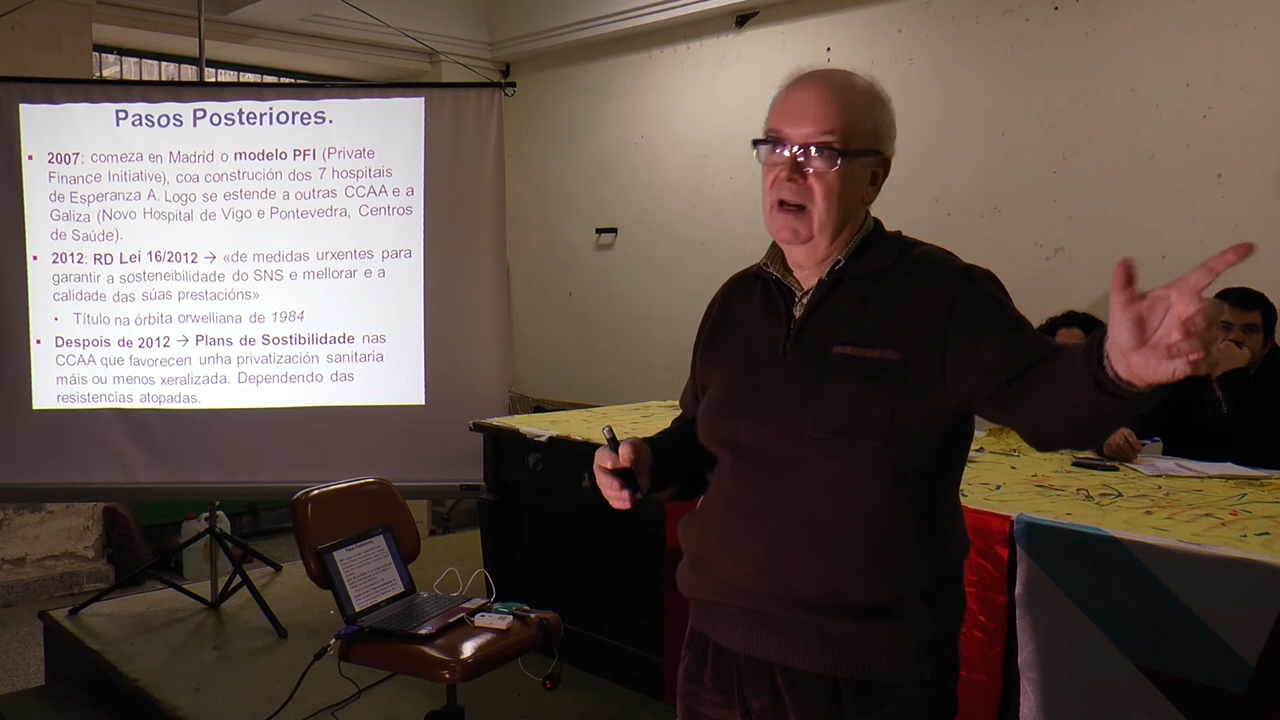 Pasos Posteriores.
▪ 2007: comeza en Madrid o modelo PFI (Private
Finance Initiative), coa construción dos 7 hospitais
de Esperanza A. Logo se estende a outras CCAA e a
Galiza (Novo Hospital de Vigo e Pontevedra, Centros
de Saúde).
▪ 2012: RD Lei 16/2012 → «de medidas urxentes para
garantir a sosteneibilidade do SNS e mellorar e a
calidade das súas prestacións»
• Título na órbita orwelliana de 1984
▪ Despois de 2012 → Plans de Sostibilidade nas
CCAA que favorecen unha privatización sanitaria
máis ou menos xeralizada. Dependendo das
resistencias atopadas.
Pasos Posteriores.